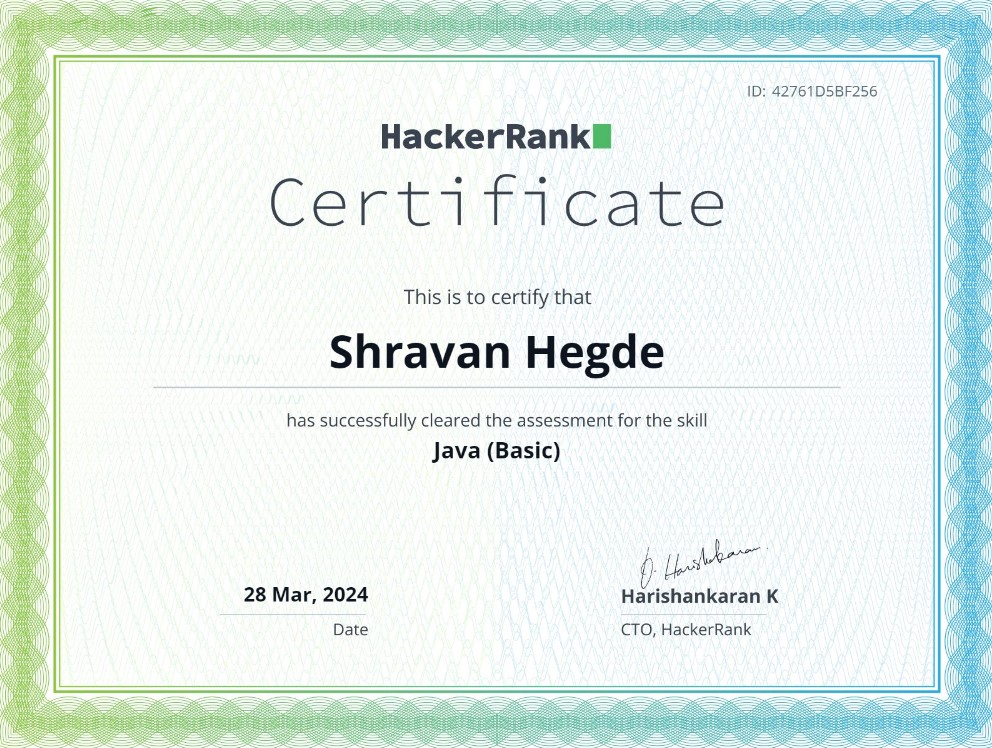 ID: 42761D5BF256
HackerRank
Certificate
This is to certify that
Shravan Hegde
has successfully cleared the assessment for the skill
Java (Basic)
28 Mar, 2024
Date
Harishankaran K
CTO, HackerRank